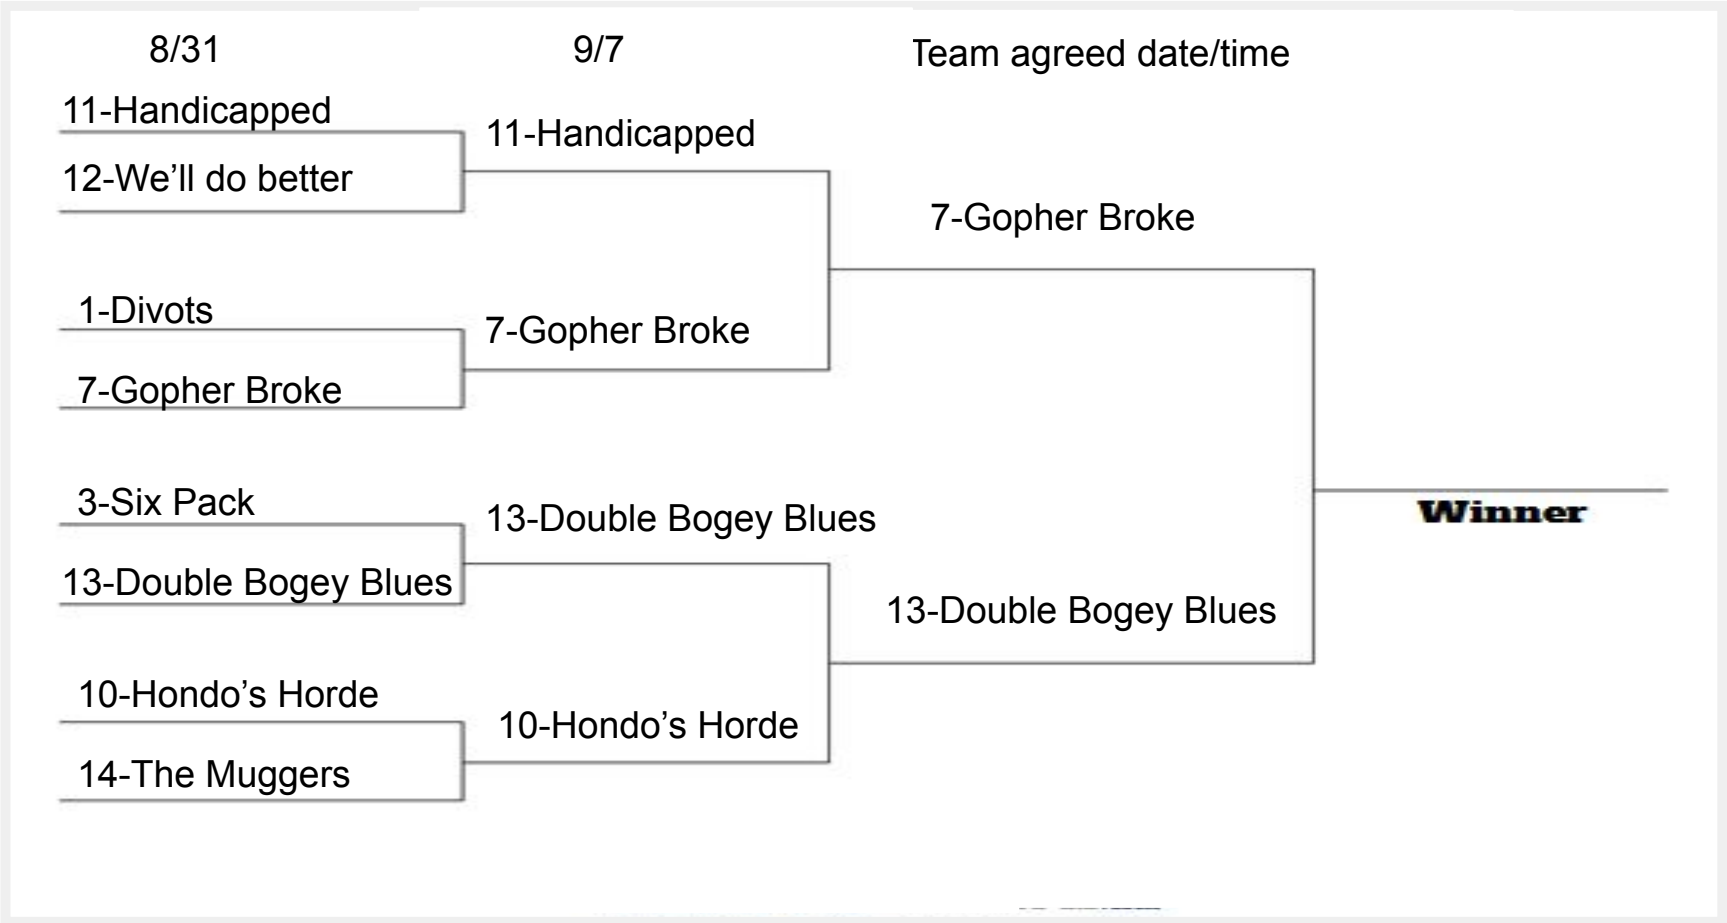 8/31
9/7
Team agreed date/time
11-Handicapped
12-We’ll do better
1-Divots
7-Gopher Broke
3-Six Pack
13-Double Bogey Blues
10-Hondo’s Horde
14-The Muggers
11-Handicapped
7-Gopher Broke
13-Double Bogey Blues
10-Hondo’s Horde
7-Gopher Broke
13-Double Bogey Blues
Winner